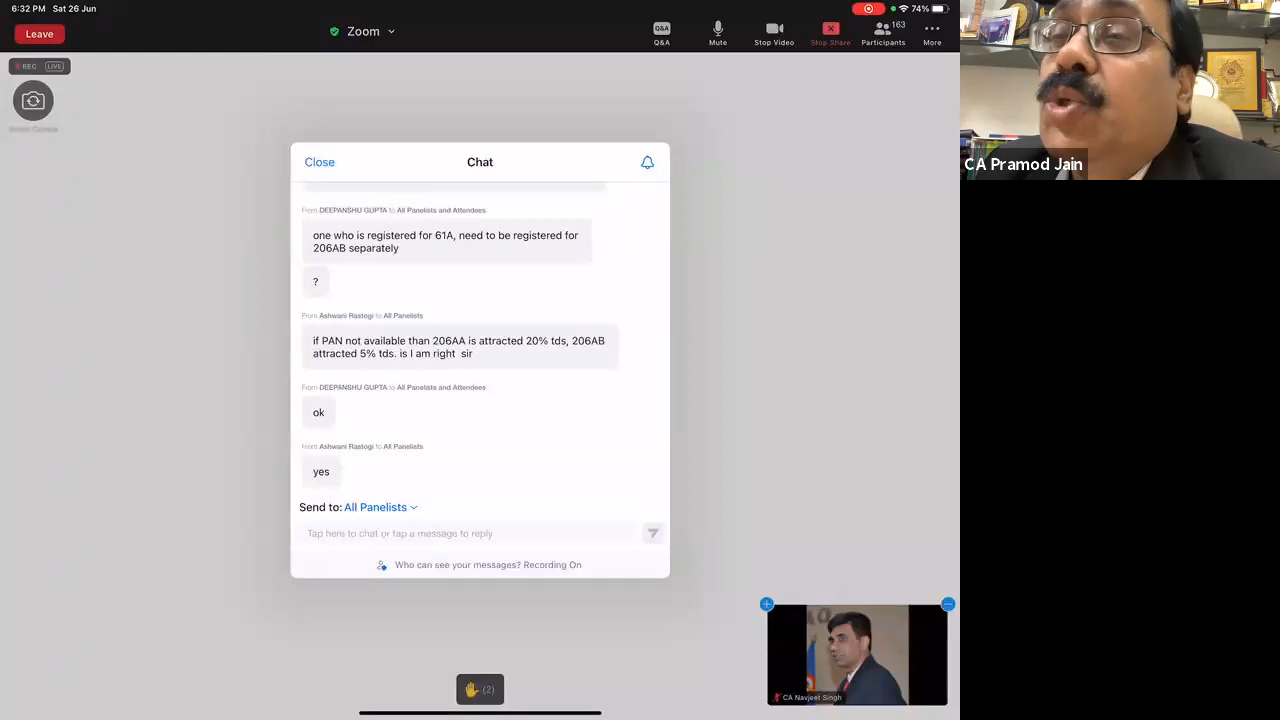 6:32 PM Sat 26 Jun
74%
Leave
Zoom
Q&A
Q&A
Mute
Stop Video
Stop Share
163
Participants
More
REC LIVE
Close
Chat
From DEEPANSHU GUPTA to All Panelists and Attendees
one who is registered for 61A, need to be registered for
206AB separately
?
From Ashwani Rastogi to All Panelists
if PAN not available than 206AA is attracted 20% tds, 206AB
attracted 5% tds. is I am right sir
From DEEPANSHU GUPTA to All Panelists and Attendees
ok
From Ashwani Rastogi to All Panelists
yes
Send to: All Panelists
Tap here to chat or tap a message to reply
Who can see your messages? Recording On
(2)
CA Pramod Jain
CA Navjeet Singh